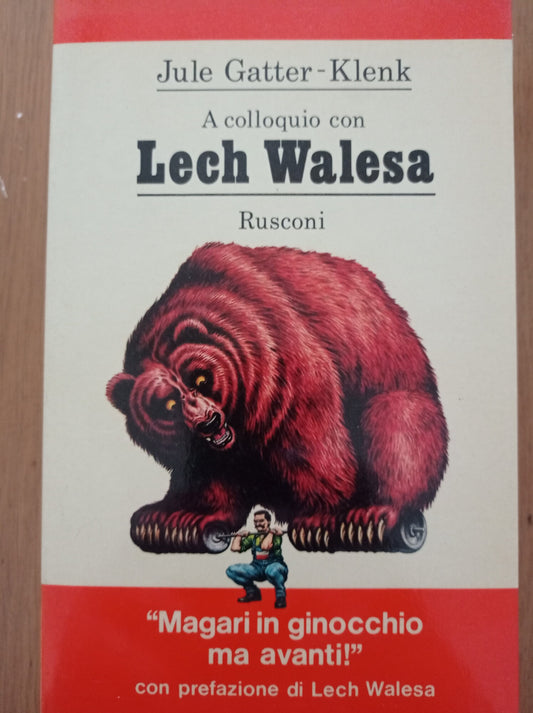 Jule Gatter-Klenk
A colloquio con
Lech Walesa
Rusconi
“Magari in ginocchio
ma avanti!”
con prefazione di Lech Walesa